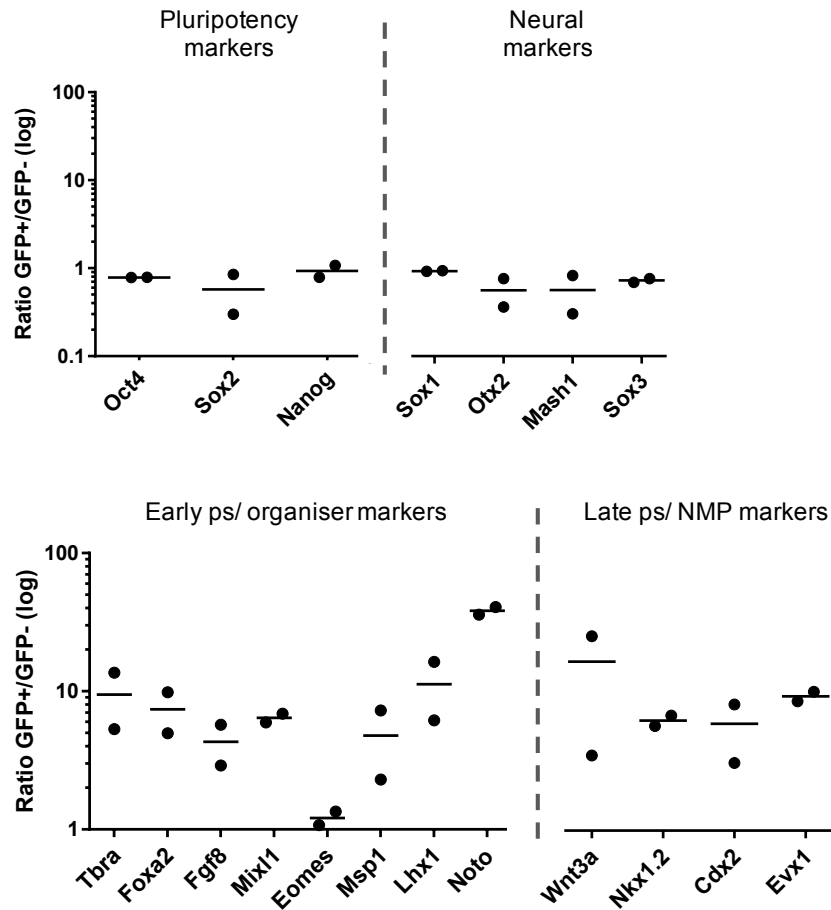 Pluripotency
markers
Neural
markers
Ratio GFP+/GFP- (log)
100
10
1
0.1
Oct4
Sox2
Nanog
Sox1
Otx2
Mash1
Sox3
Early ps/ organiser markers
Late ps/ NMP markers
Ratio GFP+/GFP- (log)
100
10
1
Tbra
Foxa2
Fgf8
Mixl1
Eomes
Msp1
Lhx1
Noto
Wnt3a
Nkx1.2
Cdx2
Evx1